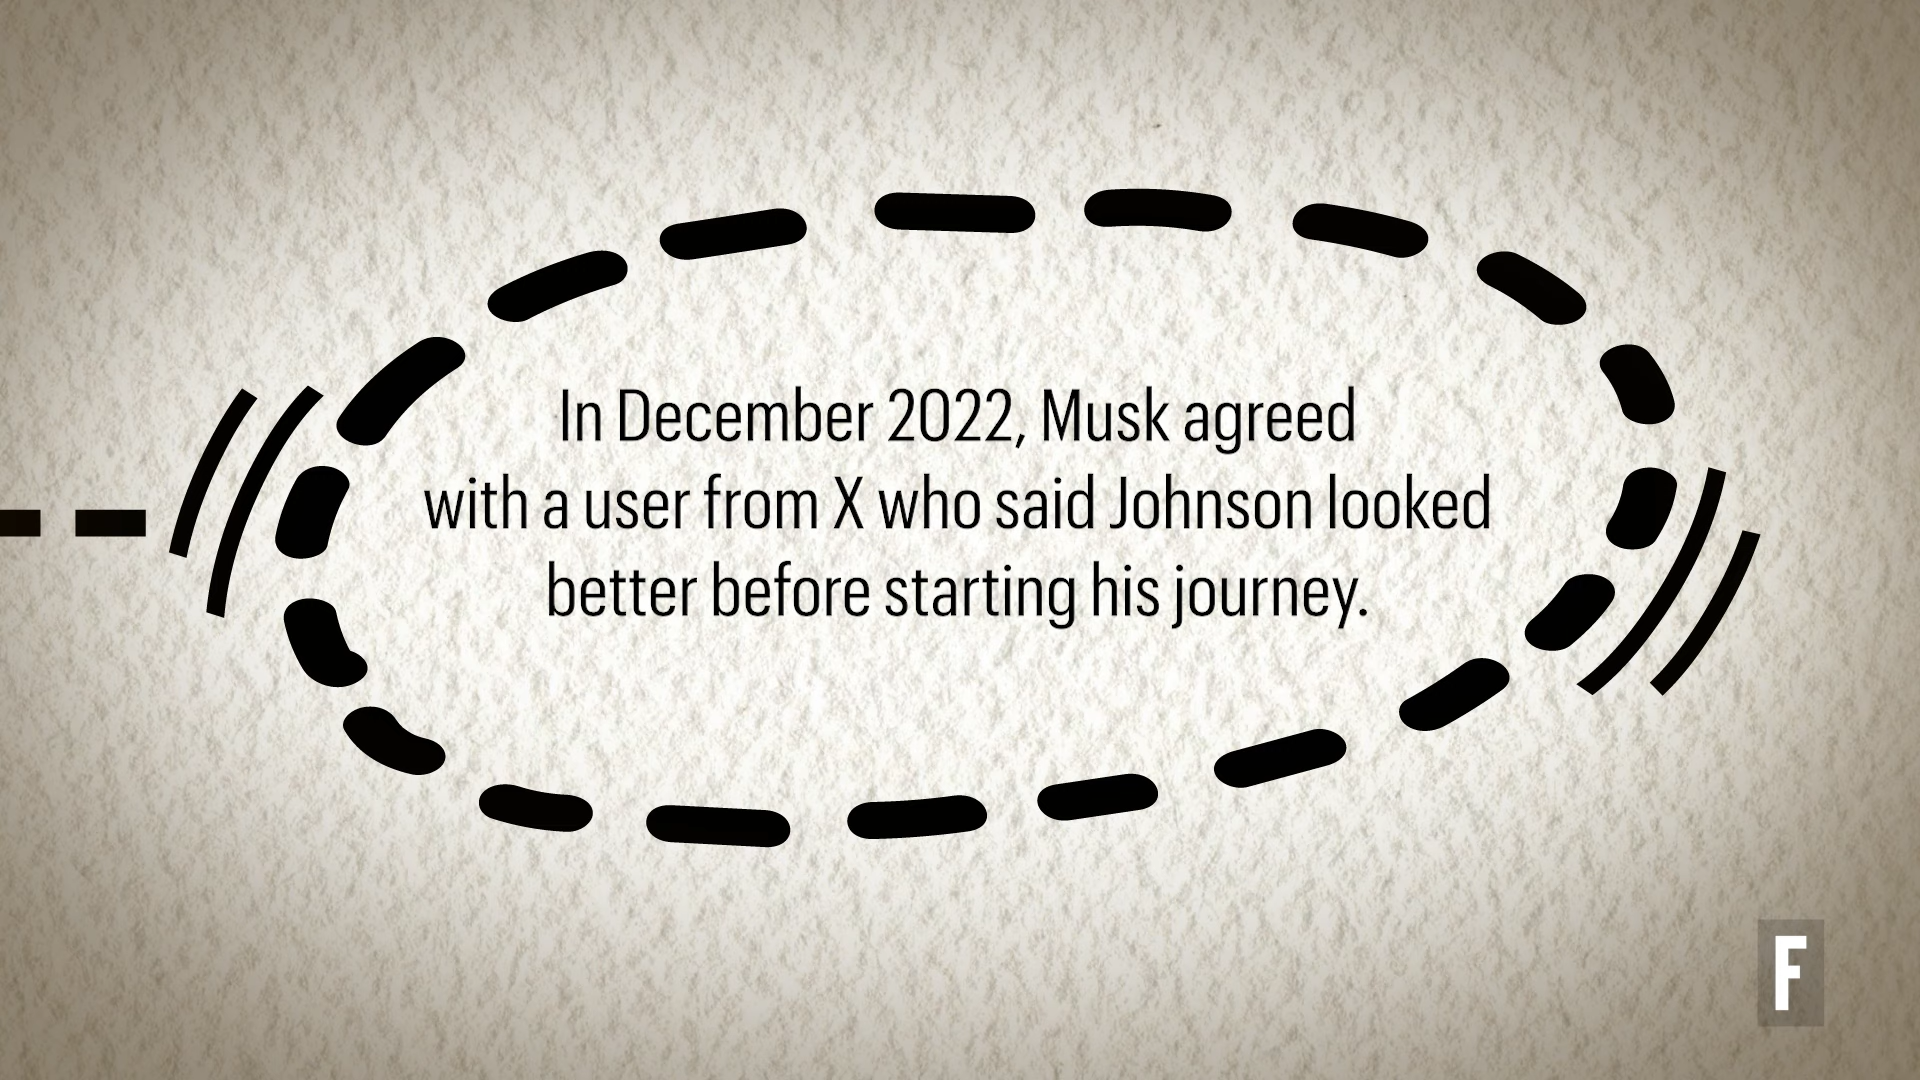 In December 2022, Musk agreed
with a user from X who said Johnson looked
better before starting his journey.
F